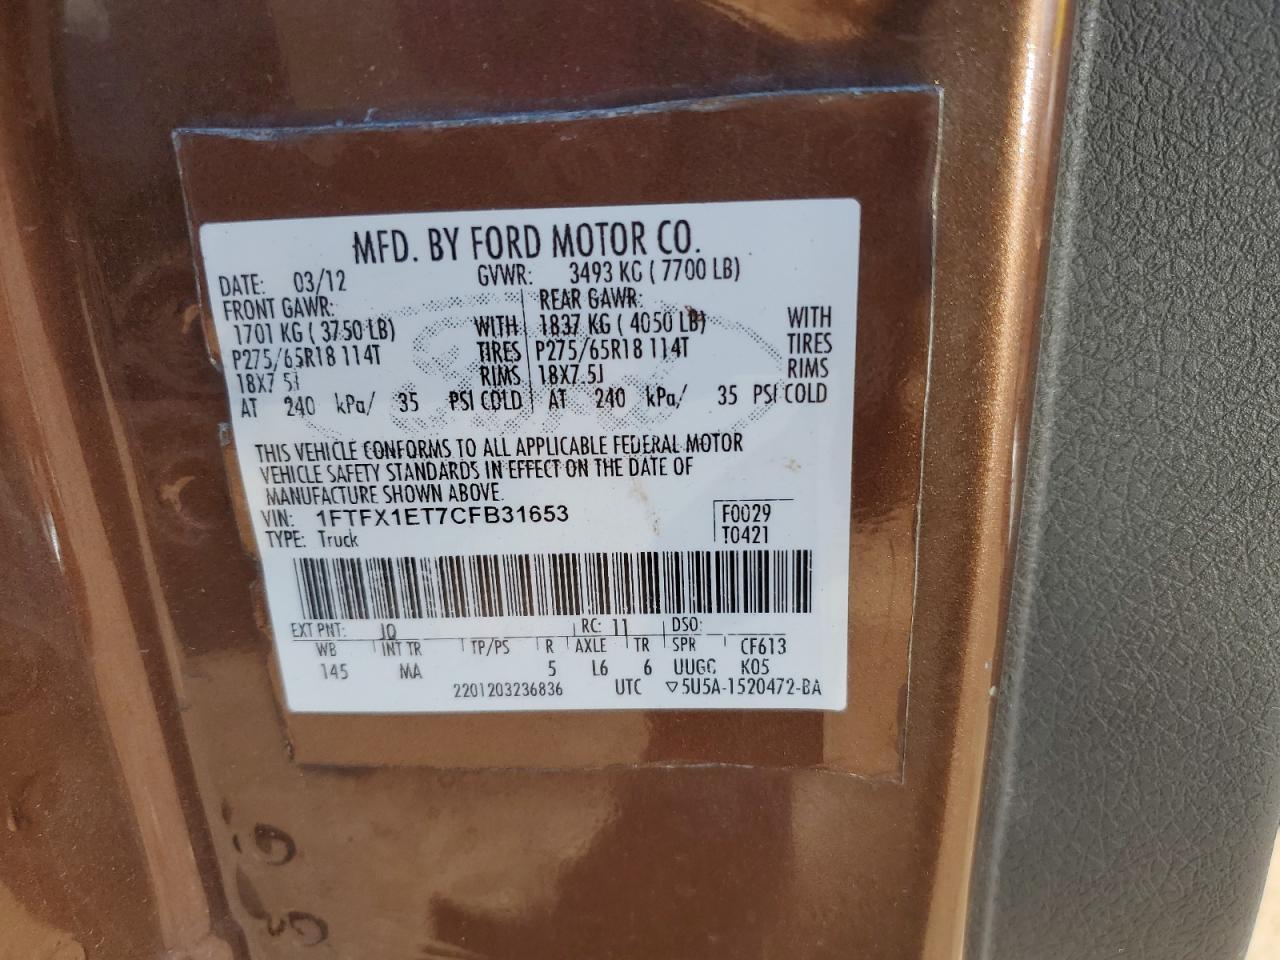 MFD. BY FORD MOTOR CO.
DATE: 03/12 GVWR: 3493 KG ( 7700 LB)
FRONT GAWR: REAR GAWR:
1701 KG ( 3750 LB) WITH 1837 KG ( 4050 LB) WITH
P275/65R18 114T TIRES P275/65R18 114T TIRES
18X7.5J RIMS 18X7.5J RIMS
AT 240 kPa/ 35 PSI COLD AT 240 kPa/ 35 PSI COLD
THIS VEHICLE CONFORMS TO ALL APPLICABLE FEDERAL MOTOR
VEHICLE SAFETY STANDARDS IN EFFECT ON THE DATE OF
MANUFACTURE SHOWN ABOVE.
VIN: 1FTFX1ET7CFB31653 F0029
TYPE: Truck T0421
EXT PNT: JQ RC: 11 DSO:
WB INT TR TP/PS R AXLE TR SPR CF613
145 MA 5 L6 6 UUGC K05
2201203236836 UTC ▽5U5A-1520472-BA